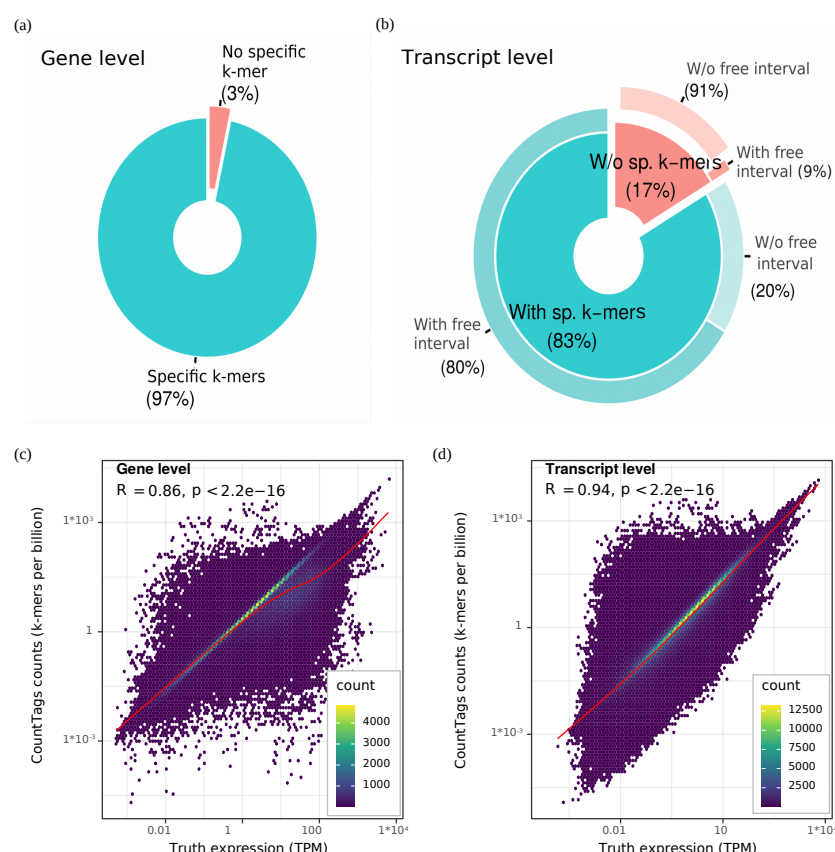 (a)
Gene level
No specific
k-mer
(3%)
Specific k-mers
(97%)
(b)
Transcript level
W/o free interval
(91%)
W/o sp. k−mers
(17%)
With free
interval (9%)
W/o free
interval
(20%)
With sp. k−mers
(83%)
With free
interval
(80%)
(c)
Gene level
R = 0.86, p < 2.2e−16
CountTags counts (k-mers per billion)
1*10³
1
1*10⁻³
count
4000
3000
2000
1000
0.01
1
100
1*10⁴
Truth expression (TPM)
(d)
Transcript level
R = 0.94, p < 2.2e−16
CountTags counts (k-mers per billion)
1*10³
1
1*10⁻³
count
12500
10000
7500
5000
2500
0.01
10
Truth expression (TPM)